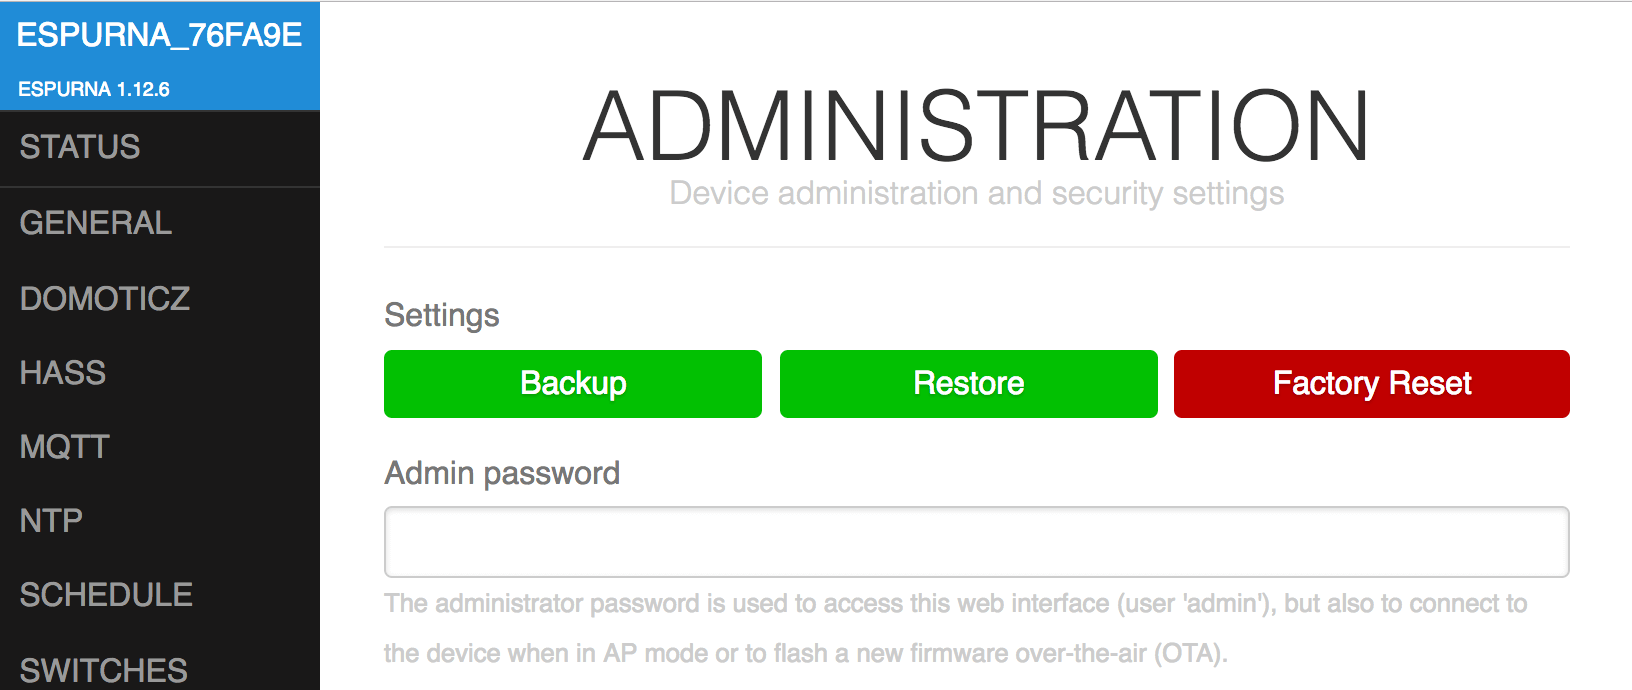 ESPURNA_76FA9E
ESPURNA 1.12.6
STATUS
GENERAL
DOMOTICZ
HASS
MQTT
NTP
SCHEDULE
SWITCHES
ADMINISTRATION
Device administration and security settings
Settings
Backup Restore Factory Reset
Admin password
The administrator password is used to access this web interface (user 'admin'), but also to connect to
the device when in AP mode or to flash a new firmware over-the-air (OTA).